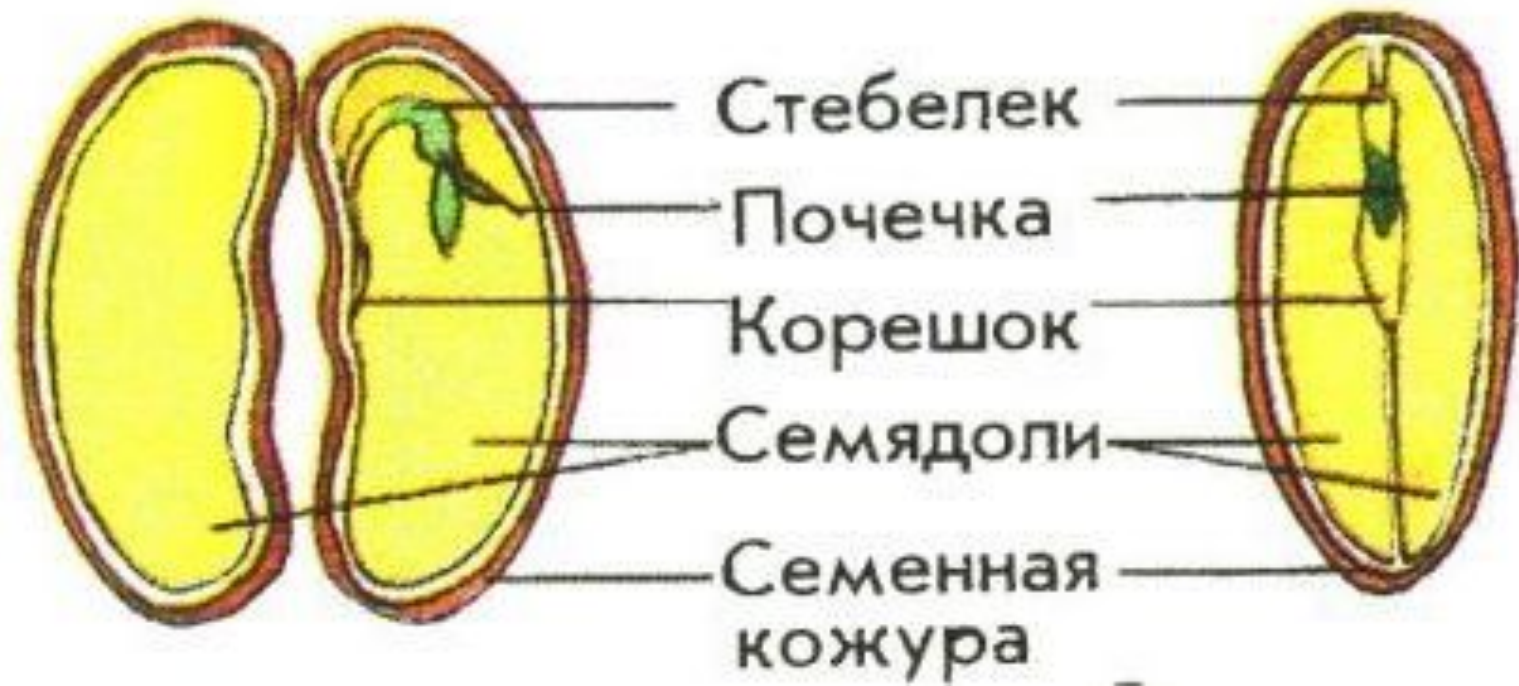 Стебелек
Почечка
Корешок
Семядоли
Семенная
кожура